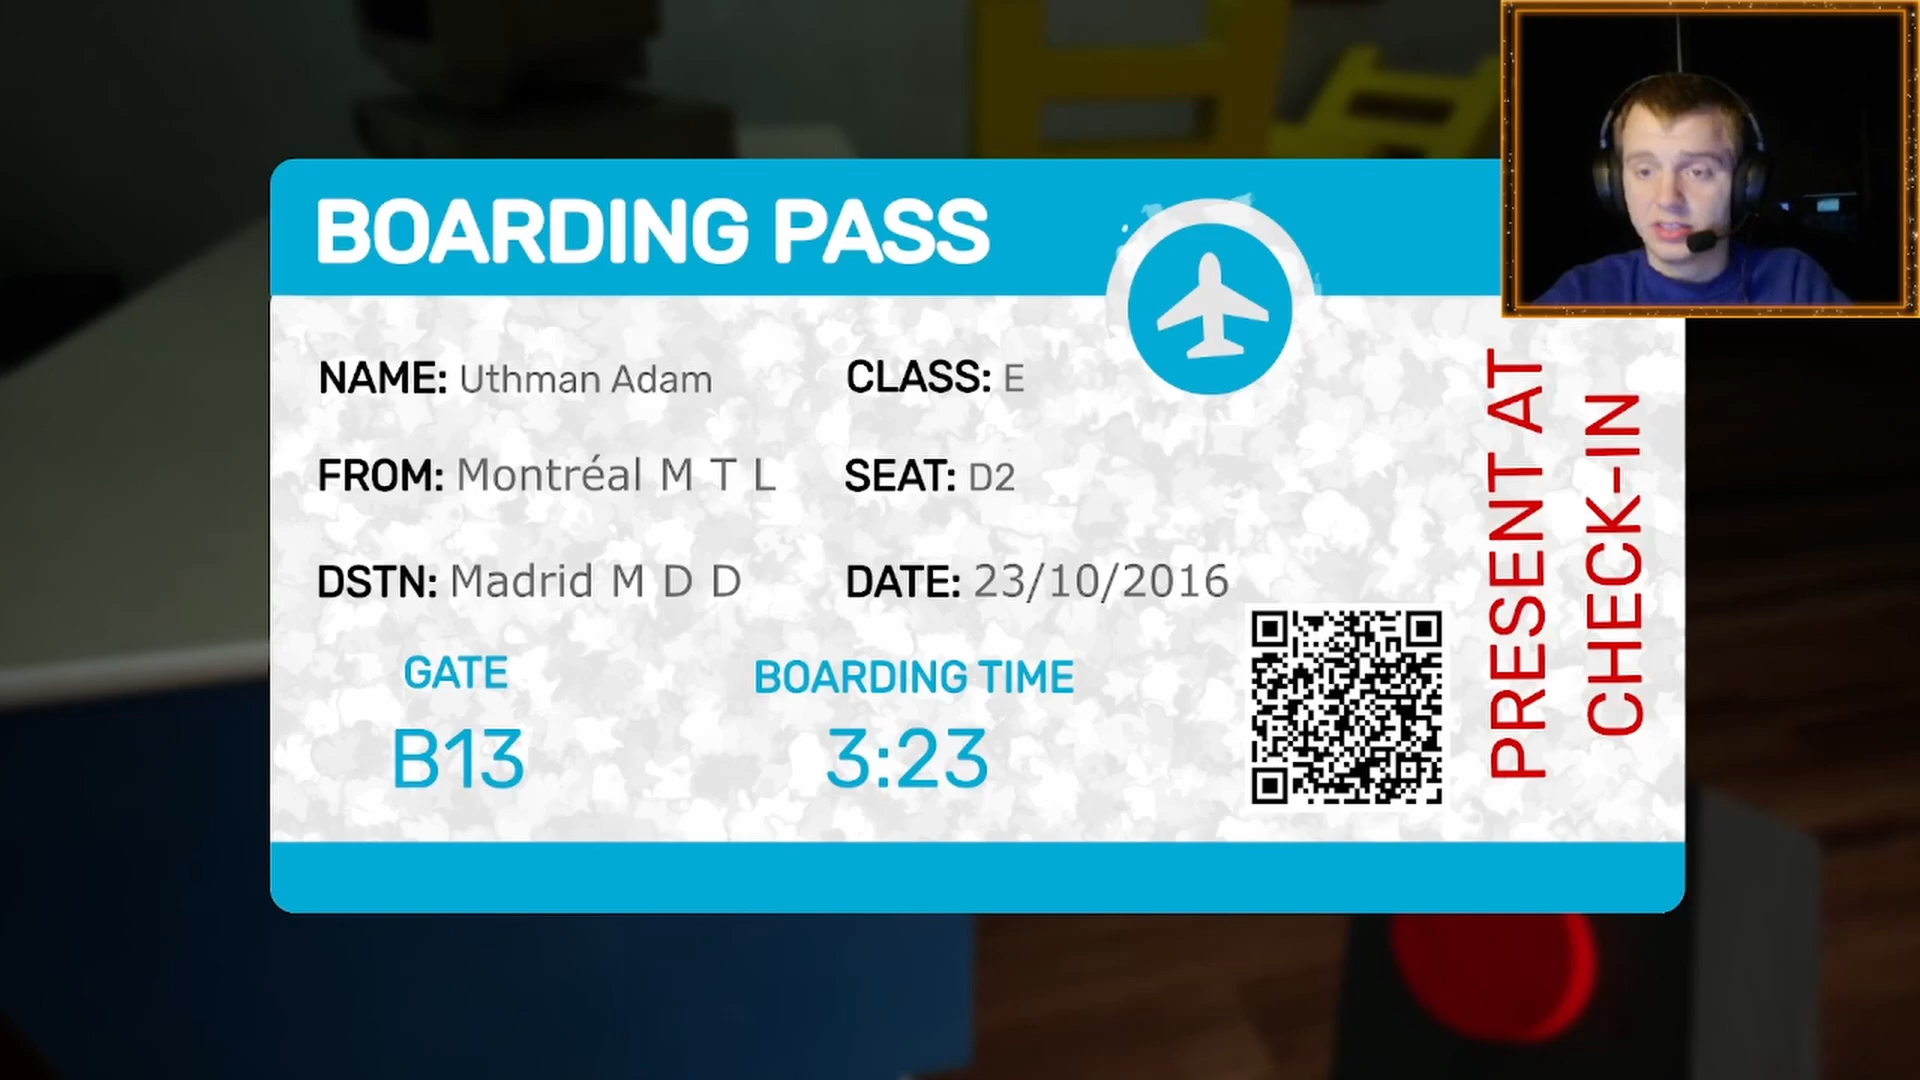 BOARDING PASS
NAME: Uthman Adam
CLASS: E
FROM: Montréal M T L
SEAT: D2
DSTN: Madrid M D D
DATE: 23/10/2016
GATE
B13
BOARDING TIME
3:23
PRESENT AT
CHECK-IN